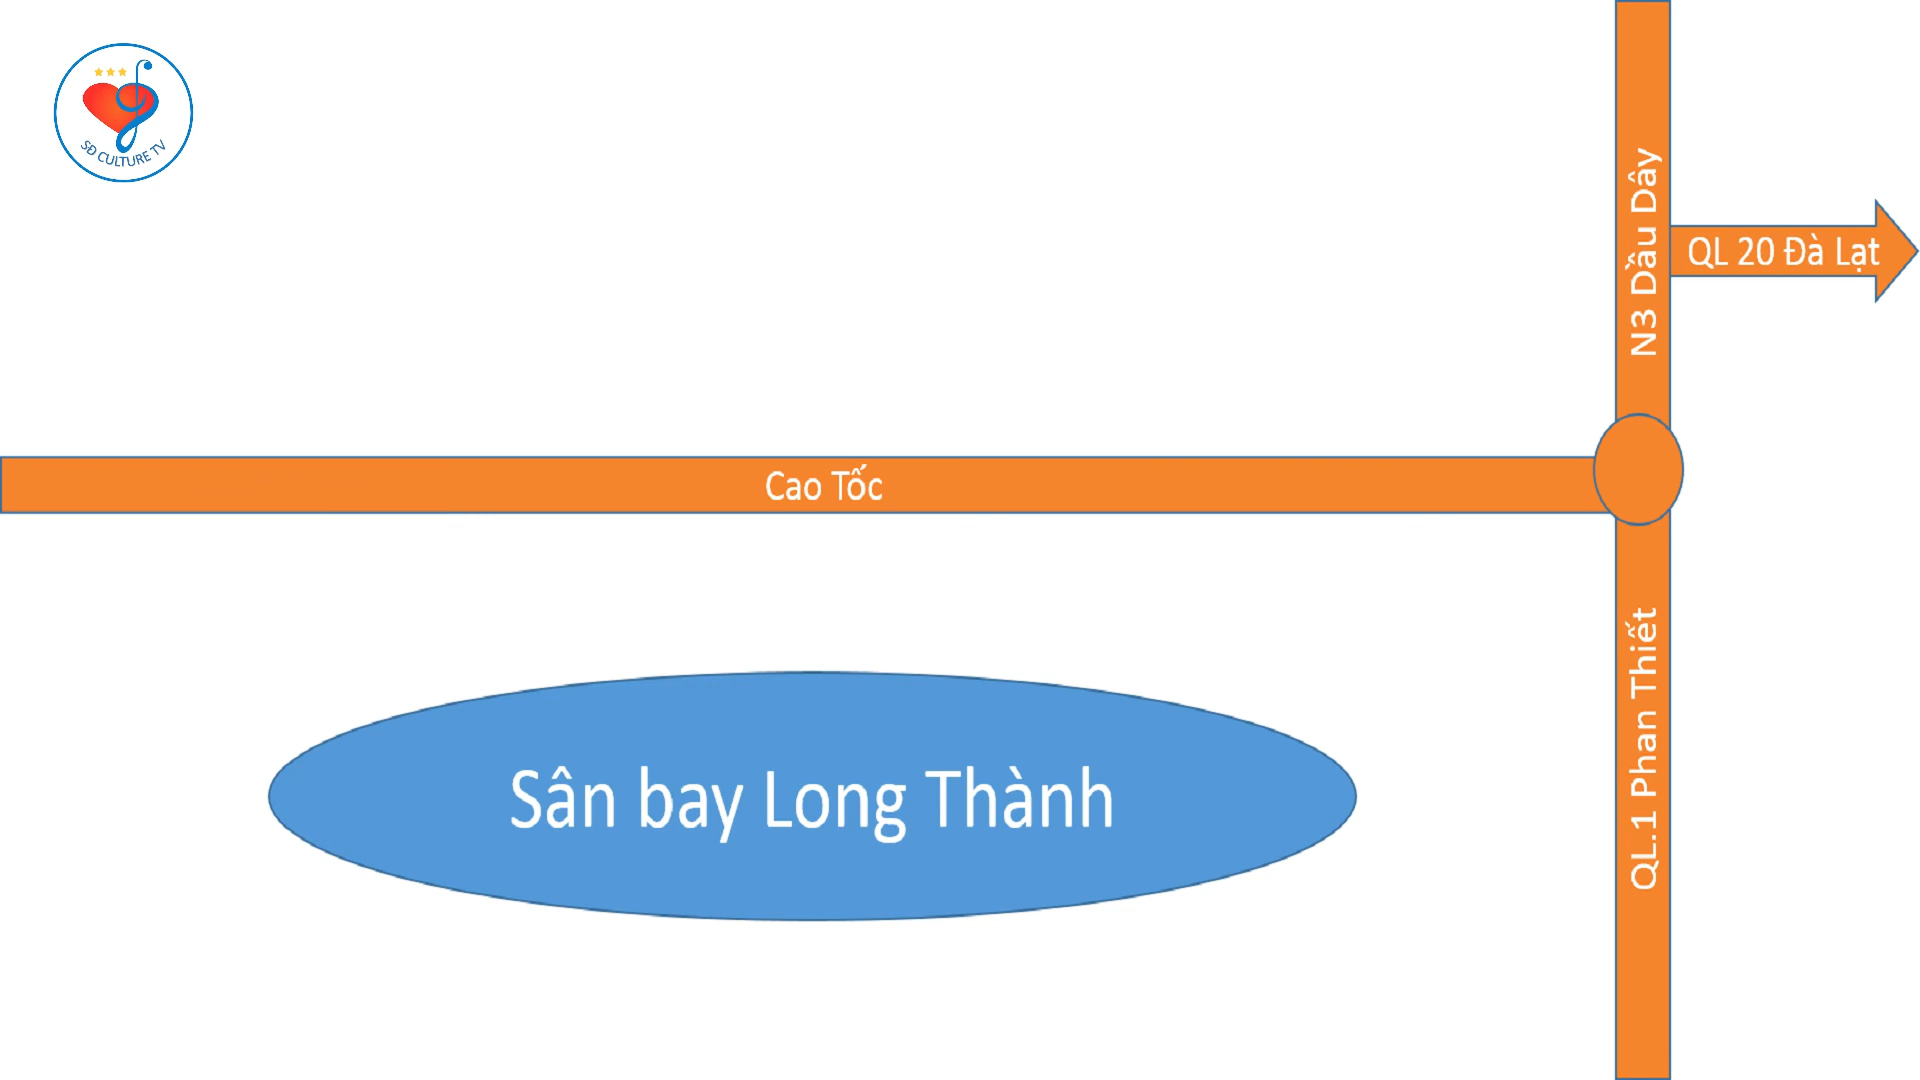 SĐ CULTURE TV
N3 Dầu Dây
QL 20 Đà Lạt
Cao Tốc
QL.1 Phan Thiết
Sân bay Long Thành